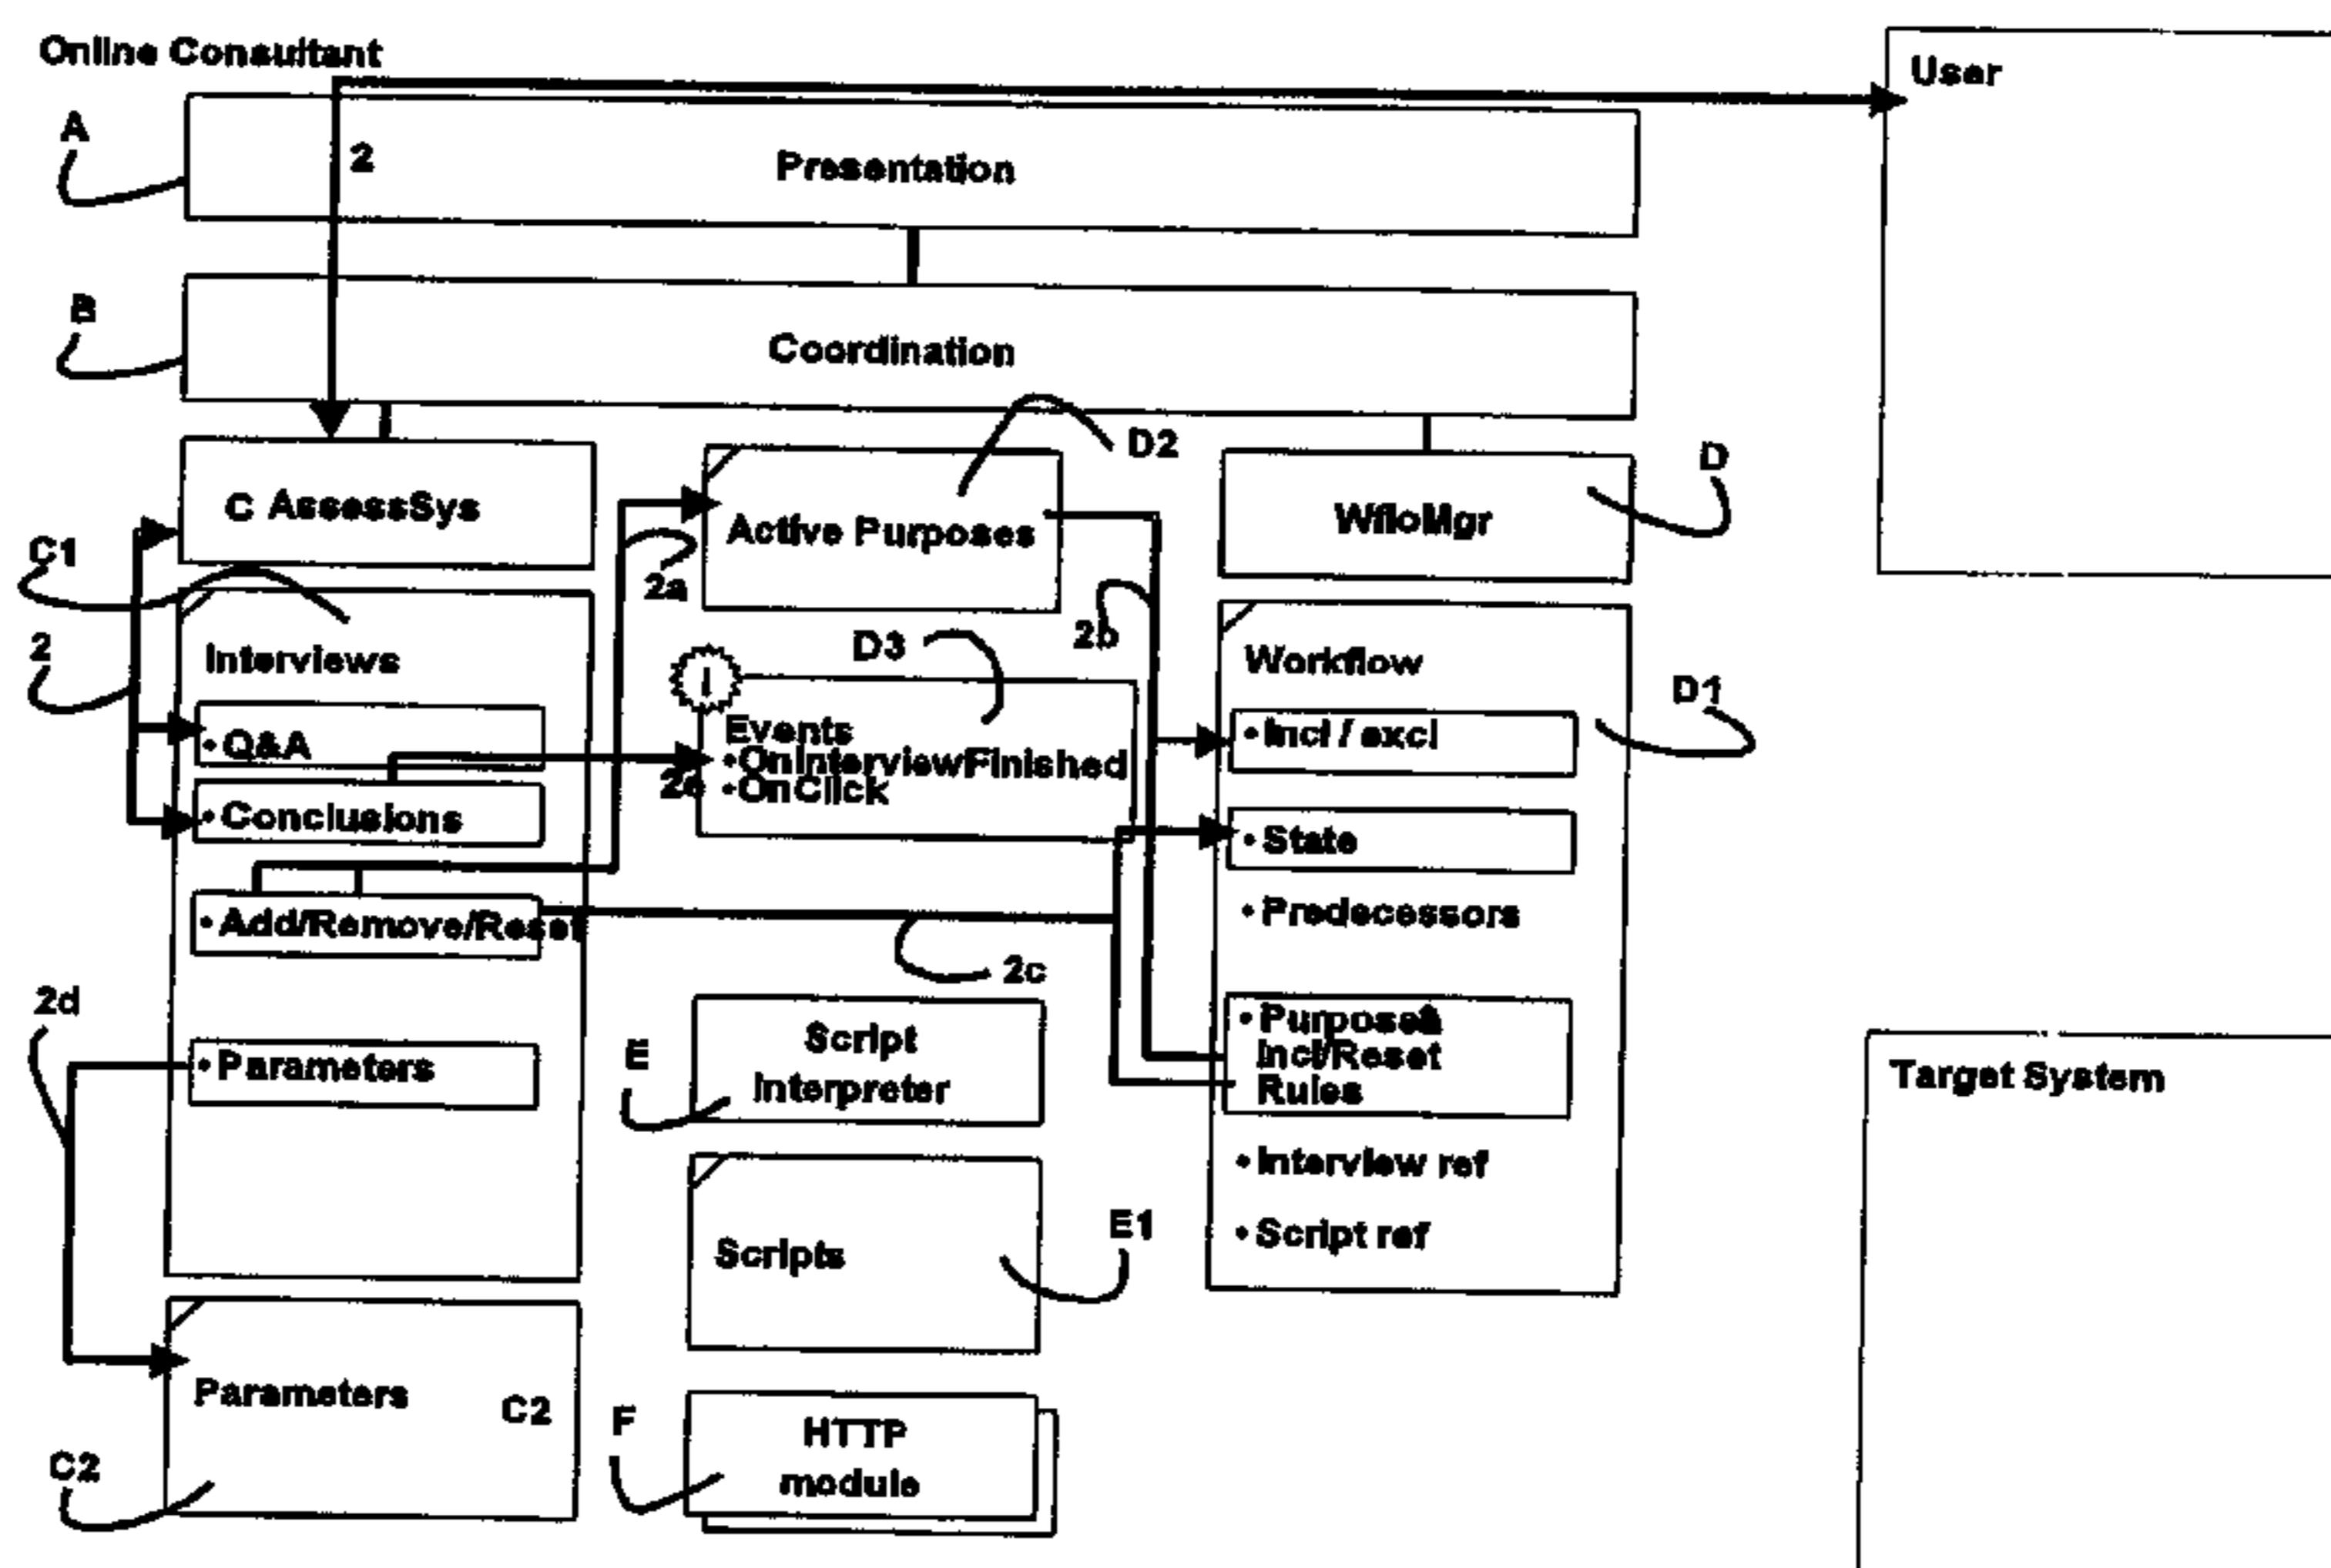 Online Consultant
User
A
2
Presentation
B
Coordination
D2
D
C AssessSys
Active Purposes
WfloMgr
C1
2a
2b
2
Interviews
D3
Workflow
D1
I
• Q&A
Events
• OnInterviewFinished
• OnClick
• Incl / excl
• Conclusions
• State
• Add/Remove/Reset
• Predecessors
2c
2d
E
Script
Interpreter
• Parameters
Incl/Reset
Rules
Target System
• Interview ref
Scripts
E1
• Script ref
Parameters
C2
C2
F
HTTP
module